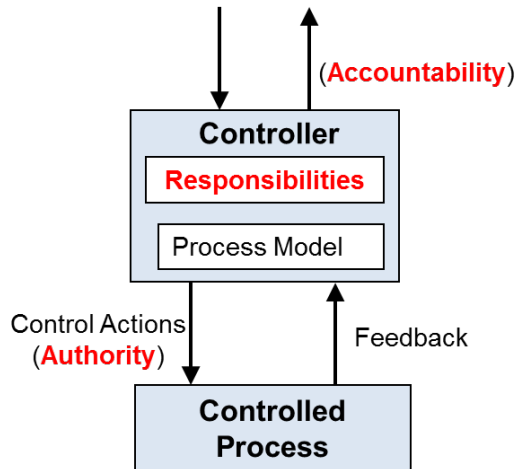 (Accountability)
Controller
Responsibilities
Process Model
Control Actions
(Authority)
Feedback
Controlled
Process